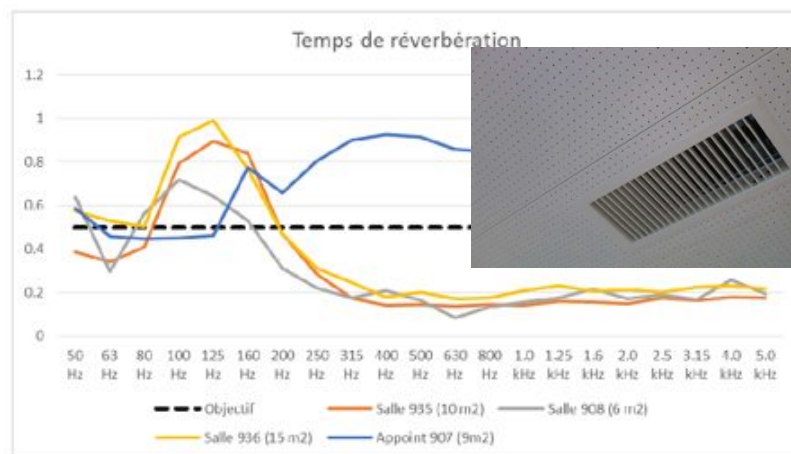 Temps de réverbération
1.2
1
0.8
0.6
0.4
0.2
0
50 63 80 100 125 160 200 250 315 400 500 630 800 1.0 1.25 1.6 2.0 2.5 3.15 4.0 5.0
Hz Hz Hz Hz Hz Hz Hz Hz Hz Hz Hz Hz Hz kHz kHz kHz kHz kHz kHz kHz kHz
Objectif Salle 935 (10 m2) Salle 908 (6 m2)
Salle 936 (15 m2) Appoint 907 (9m2)